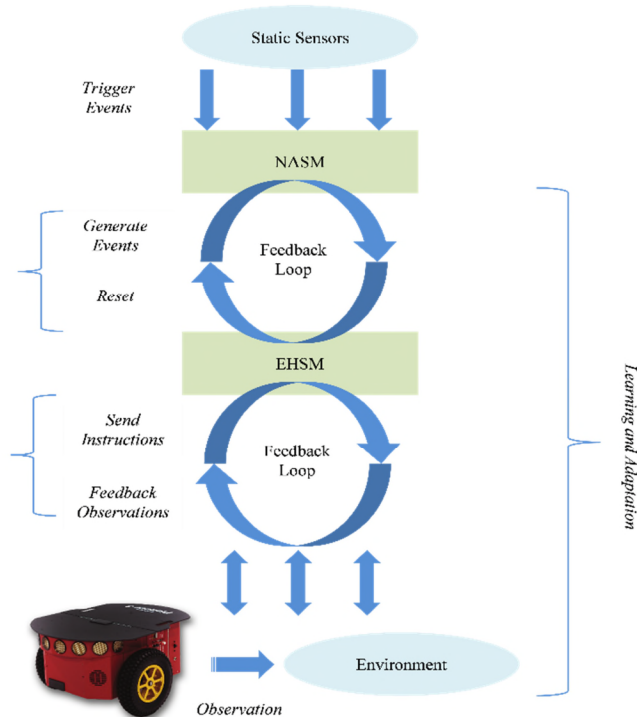 Static Sensors
Trigger
Events
NASM
Generate
Events
Feedback
Loop
Reset
EHSM
Send
Instructions
Feedback
Loop
Feedback
Observations
Learning and Adaptation
Environment
Observation